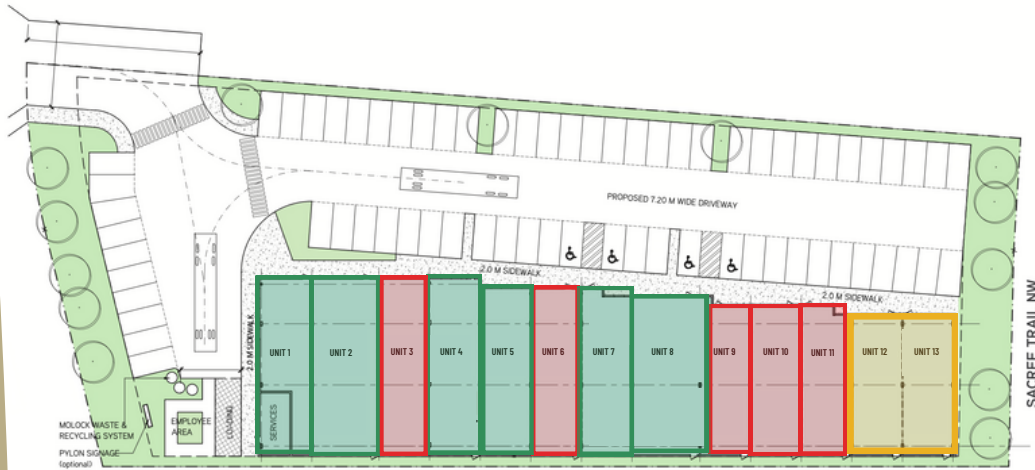 PROPOSED 7.20 M WIDE DRIVEWAY
2.0 M SIDEWALK
2.0 M SIDEWALK
2.0 M SIDEWALK
UNIT 1
UNIT 2
UNIT 3
UNIT 4
UNIT 5
UNIT 6
UNIT 7
UNIT 8
UNIT 9
UNIT 10
UNIT 11
UNIT 12
UNIT 13
SERVICES
LOADING
EMPLOYEE
AREA
MOLOCK WASTE &
RECYCLING SYSTEM
PYLON SIGNAGE
(optional)
TRAIL NW